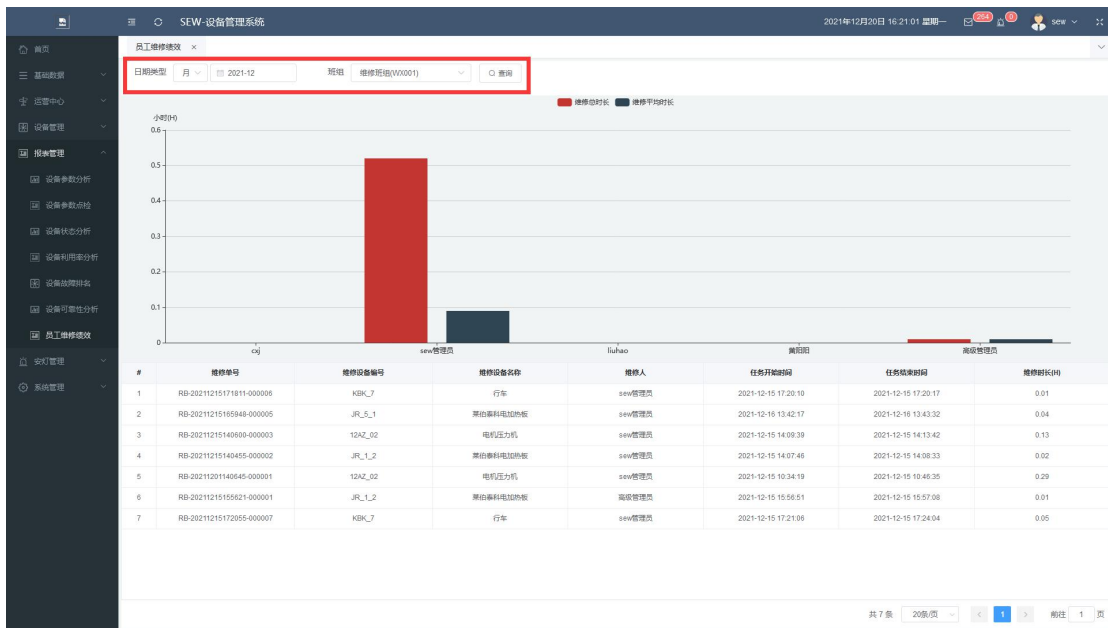 SEW-设备管理系统
2021年12月20日 16:21:01 星期一
254
0
sew
首页
基础数据
运营中心
设备管理
报表管理
设备参数分析
设备参数点检
设备状态分析
设备利用率分析
设备故障排名
设备可靠性分析
员工维修绩效
安灯管理
系统管理
员工维修绩效 ×
日期类型 月 2021-12 班组 维修班组(WX001) 查询
维修总时长 维修平均时长
小时(H)
0.6
0.5
0.4
0.3
0.2
0.1
0
cxj sew管理员 liuhao 黄阳阳 高级管理员
# 维修单号 维修设备编号 维修设备名称 维修人 任务开始时间 任务结束时间 维修时长(H)
1 RB-20211215171811-000006 KBK_7 行车 sew管理员 2021-12-15 17:20:10 2021-12-15 17:20:17 0.01
2 RB-20211215165948-000005 JR_5_1 莱伯泰科电加热板 sew管理员 2021-12-16 13:42:17 2021-12-16 13:43:32 0.04
3 RB-20211215140600-000003 12AZ_02 电机压力机 sew管理员 2021-12-15 14:09:39 2021-12-15 14:13:42 0.13
4 RB-20211215140455-000002 JR_1_2 莱伯泰科电加热板 sew管理员 2021-12-15 14:07:46 2021-12-15 14:08:33 0.02
5 RB-20211201140645-000001 12AZ_02 电机压力机 sew管理员 2021-12-15 10:34:19 2021-12-15 10:46:35 0.29
6 RB-20211215155621-000001 JR_1_2 莱伯泰科电加热板 高级管理员 2021-12-15 15:56:51 2021-12-15 15:57:08 0.01
7 RB-20211215172055-000007 KBK_7 行车 sew管理员 2021-12-15 17:21:06 2021-12-15 17:24:04 0.05
共 7 条 20条/页 < 1 > 前往 1 页